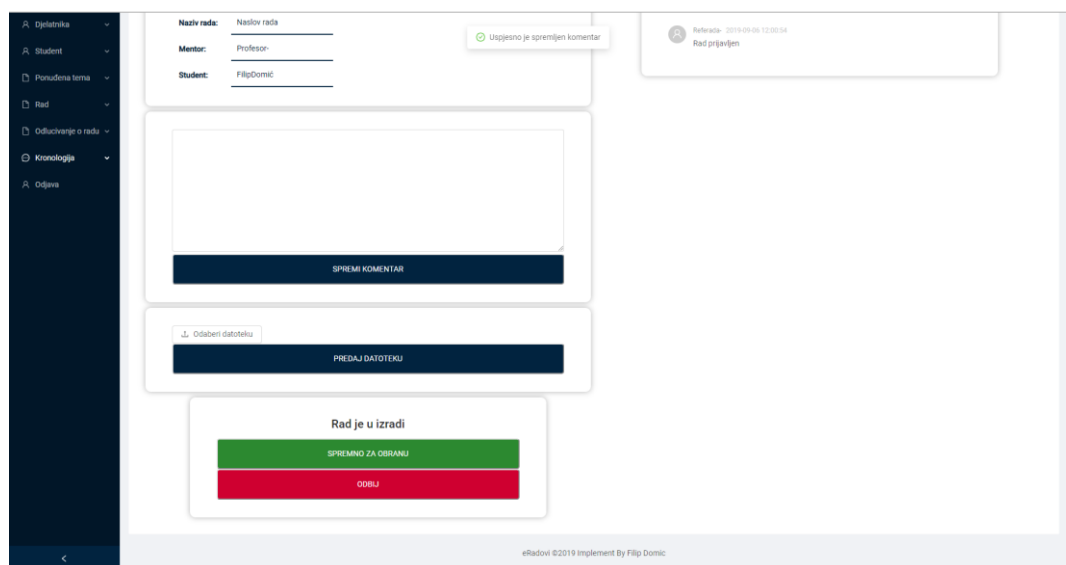 Djelatnika
Student
Ponuđena tema
Rad
Odlucivanje o radu
Kronologija
Odjava
Naziv rada: Naslov rada
Mentor: Profesor-
Student: FilipDomić
Uspjesno je spremljen komentar
Referada- 2019-09-06 12:00:54
Rad prijavljen
SPREMI KOMENTAR
Odaberi datoteku
PREDAJ DATOTEKU
Rad je u izradi
SPREMNO ZA OBRANU
ODBIJ
eRadovi ©2019 Implement By Filip Domic